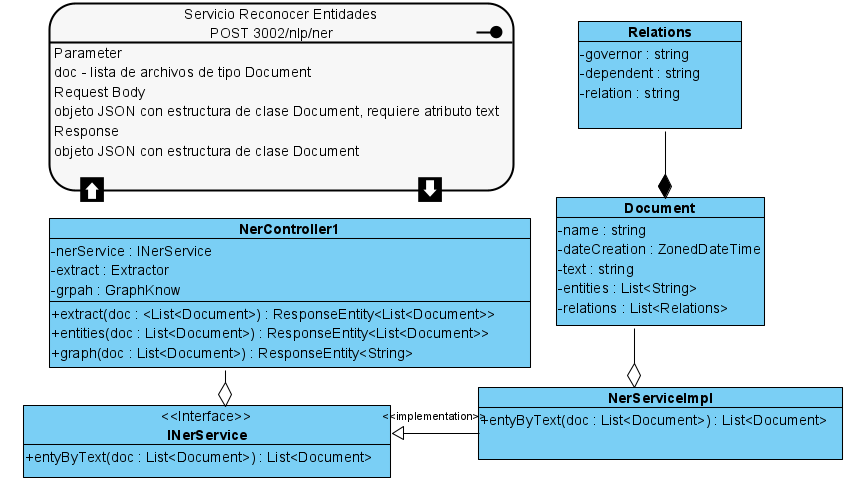 Servicio Reconocer Entidades
POST 3002/nlp/ner
Parameter
doc - lista de archivos de tipo Document
Request Body
objeto JSON con estructura de clase Document, requiere atributo text
Response
objeto JSON con estructura de clase Document
Relations
-governor : string
-dependent : string
-relation : string
Document
-name : string
-dateCreation : ZonedDateTime
-text : string
-entities : List<String>
-relations : List<Relations>
NerController1
-nerService : INerService
-extract : Extractor
-grpah : GraphKnow
+extract(doc : <List<Document>) : ResponseEntity<List<Document>>
+entities(doc : List<Document>) : ResponseEntity<List<Document>>
+graph(doc : List<Document>) : ResponseEntity<String>
<<Interface>>
INerService
+entyByText(doc : List<Document>) : List<Document>
<<implementation>>
NerServiceImpl
+entyByText(doc : List<Document>) : List<Document>